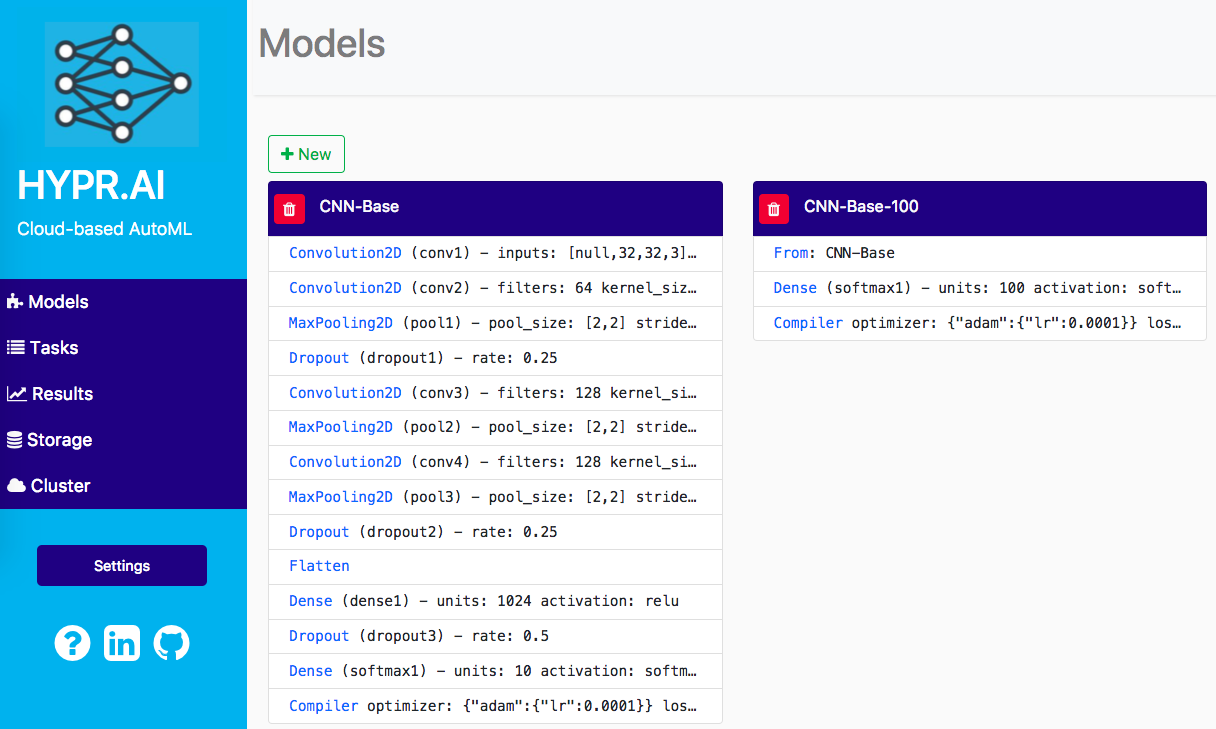 HYPR.AI
Cloud-based AutoML
Models
Tasks
Results
Storage
Cluster
Settings
Models
New
CNN-Base
Convolution2D (conv1) – inputs: [null,32,32,3]…
Convolution2D (conv2) – filters: 64 kernel_siz…
MaxPooling2D (pool1) – pool_size: [2,2] stride…
Dropout (dropout1) – rate: 0.25
Convolution2D (conv3) – filters: 128 kernel_si…
MaxPooling2D (pool2) – pool_size: [2,2] stride…
Convolution2D (conv4) – filters: 128 kernel_si…
MaxPooling2D (pool3) – pool_size: [2,2] stride…
Dropout (dropout2) – rate: 0.25
Flatten
Dense (dense1) – units: 1024 activation: relu
Dropout (dropout3) – rate: 0.5
Dense (softmax1) – units: 10 activation: softm…
Compiler optimizer: {"adam":{"lr":0.0001}} los…
CNN-Base-100
From: CNN-Base
Dense (softmax1) – units: 100 activation: soft…
Compiler optimizer: {"adam":{"lr":0.0001}} los…